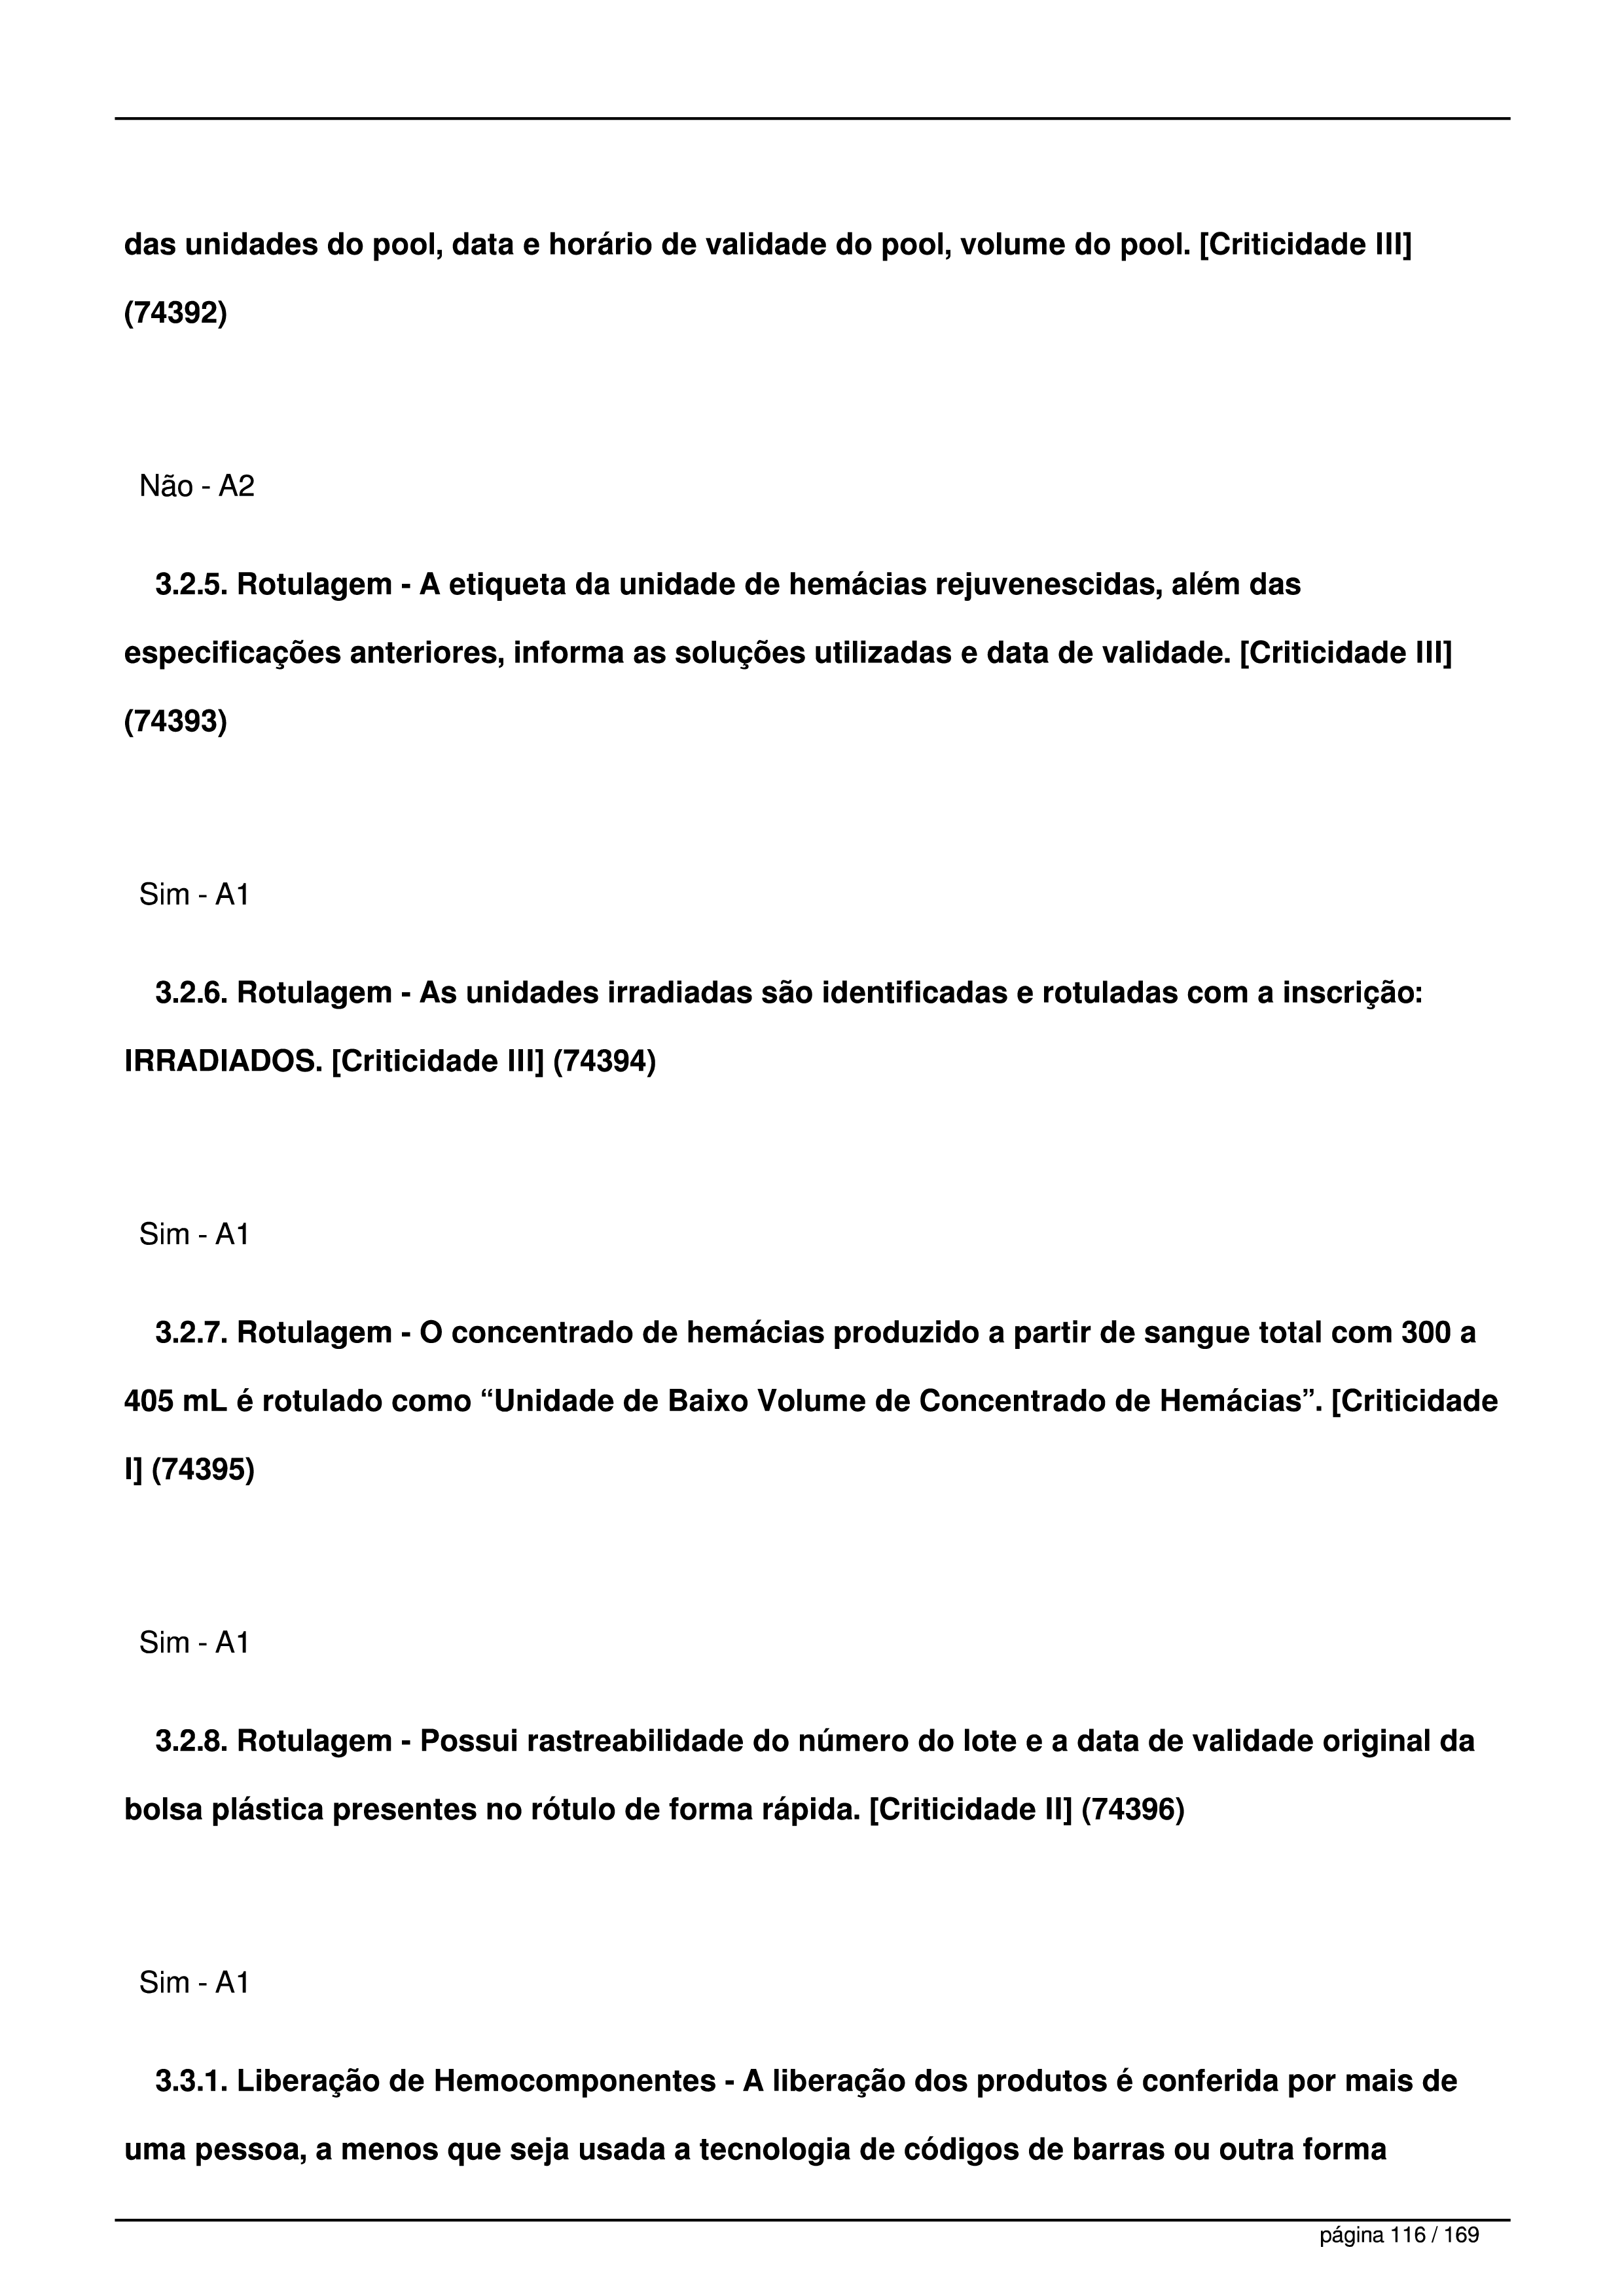 das unidades do pool, data e horário de validade do pool, volume do pool. [Criticidade III]
(74392)
Não - A2
3.2.5. Rotulagem - A etiqueta da unidade de hemácias rejuvenescidas, além das
especificações anteriores, informa as soluções utilizadas e data de validade. [Criticidade III]
(74393)
Sim - A1
3.2.6. Rotulagem - As unidades irradiadas são identificadas e rotuladas com a inscrição:
IRRADIADOS. [Criticidade III] (74394)
Sim - A1
3.2.7. Rotulagem - O concentrado de hemácias produzido a partir de sangue total com 300 a
405 mL é rotulado como “Unidade de Baixo Volume de Concentrado de Hemácias”. [Criticidade
I] (74395)
Sim - A1
3.2.8. Rotulagem - Possui rastreabilidade do número do lote e a data de validade original da
bolsa plástica presentes no rótulo de forma rápida. [Criticidade II] (74396)
Sim - A1
3.3.1. Liberação de Hemocomponentes - A liberação dos produtos é conferida por mais de
uma pessoa, a menos que seja usada a tecnologia de códigos de barras ou outra forma
página 116 / 169